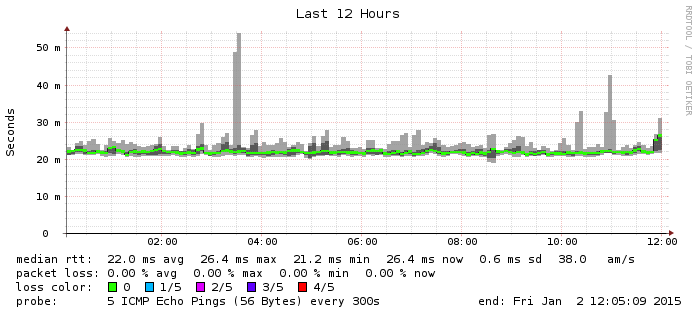 Last 12 Hours
RRDTOOL / TOBI OETIKER
Seconds
50 m
40 m
30 m
20 m
10 m
0
02:00 04:00 06:00 08:00 10:00 12:00
median rtt: 22.0 ms avg 26.4 ms max 21.2 ms min 26.4 ms now 0.6 ms sd 38.0 am/s
packet loss: 0.00 % avg 0.00 % max 0.00 % min 0.00 % now
loss color: 0 1/5 2/5 3/5 4/5
probe: 5 ICMP Echo Pings (56 Bytes) every 300s end: Fri Jan 2 12:05:09 2015